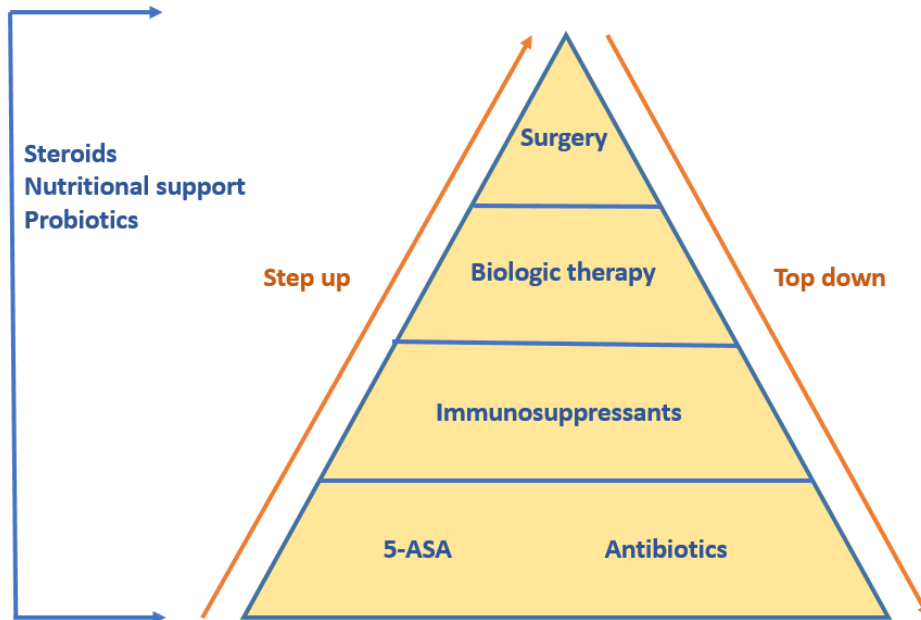 Steroids
Nutritional support
Probiotics
Step up
Surgery
Biologic therapy
Immunosuppressants
5-ASA Antibiotics
Top down